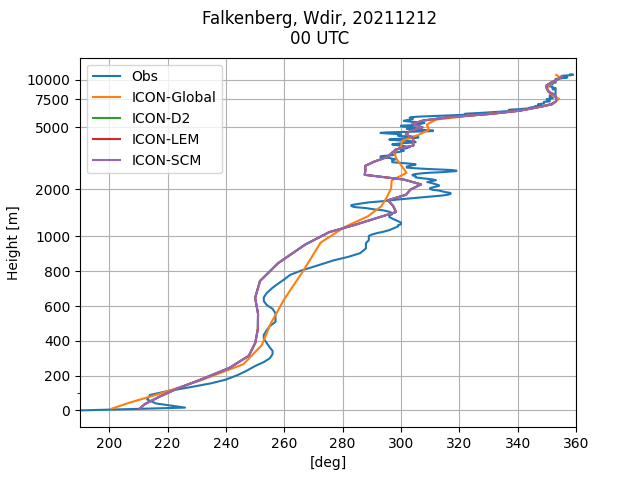 Falkenberg, Wdir, 20211212
00 UTC
Obs
ICON-Global
ICON-D2
ICON-LEM
ICON-SCM
10000
7500
5000
2000
1000
800
600
400
200
0
Height [m]
200
220
240
260
280
300
320
340
360
[deg]